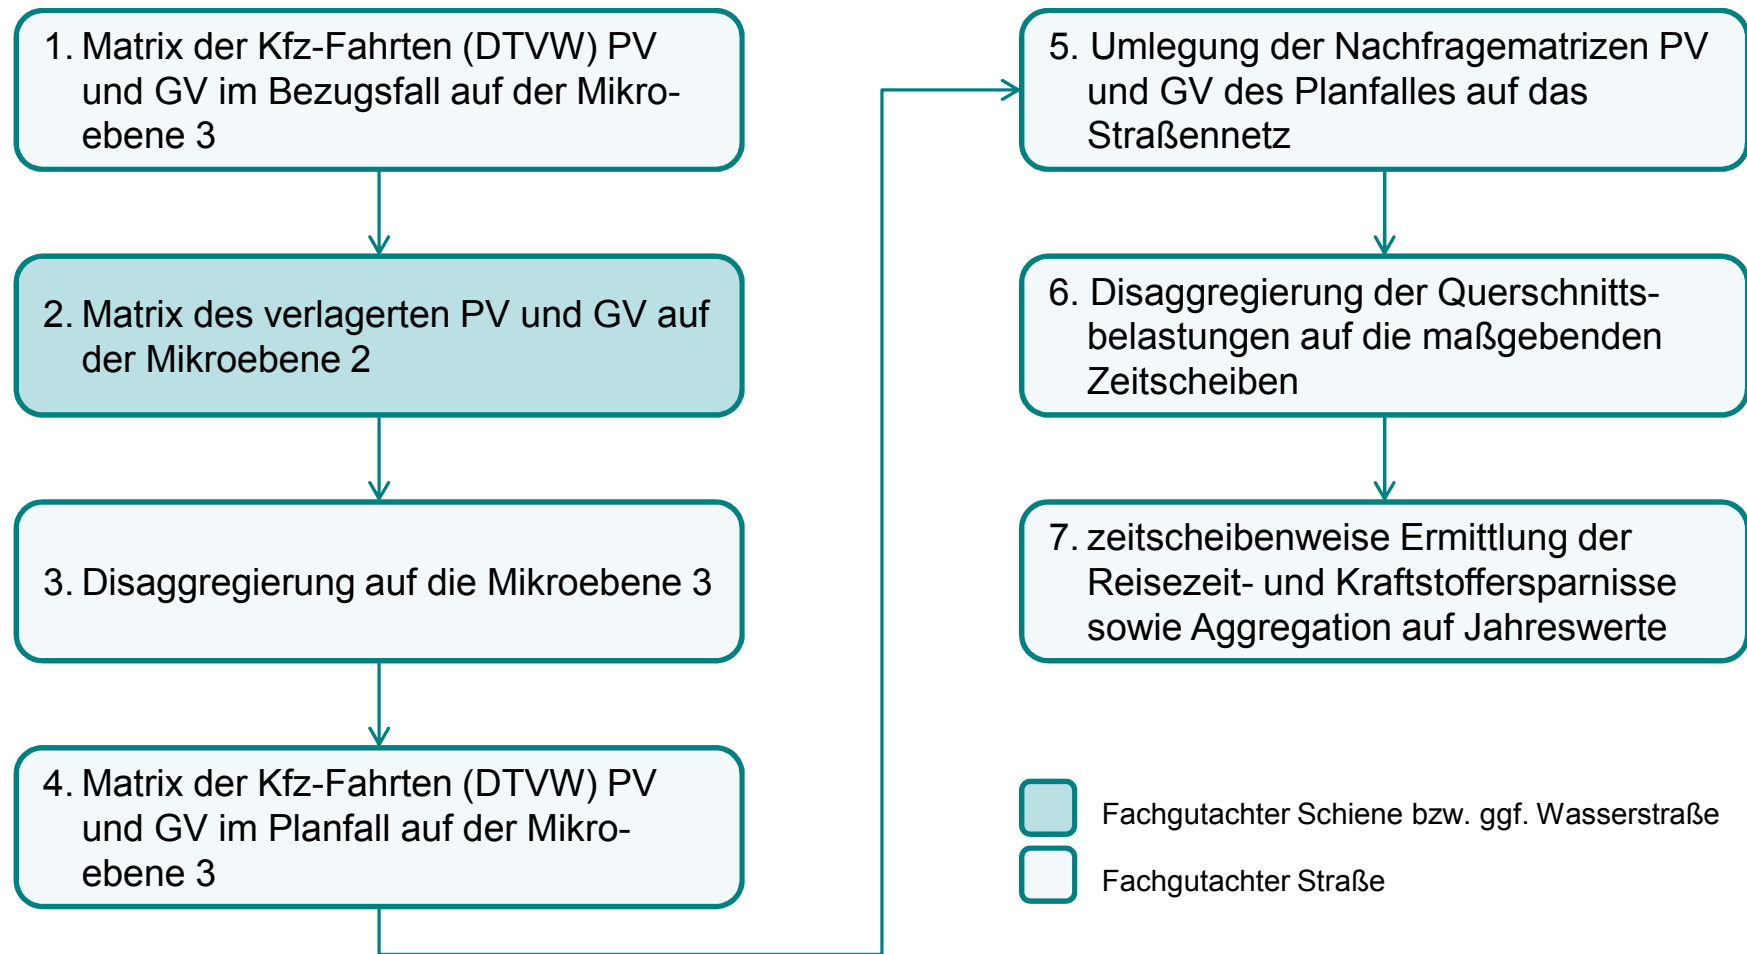 1. Matrix der Kfz-Fahrten (DTVW) PV
und GV im Bezugsfall auf der Mikro-
ebene 3
2. Matrix des verlagerten PV und GV auf
der Mikroebene 2
3. Disaggregierung auf die Mikroebene 3
4. Matrix der Kfz-Fahrten (DTVW) PV
und GV im Planfall auf der Mikro-
ebene 3
5. Umlegung der Nachfragematrizen PV
und GV des Planfalles auf das
Straßennetz
6. Disaggregierung der Querschnitts-
belastungen auf die maßgebenden
Zeitscheiben
7. zeitscheibenweise Ermittlung der
Reisezeit- und Kraftstoffersparnisse
sowie Aggregation auf Jahreswerte
Fachgutachter Schiene bzw. ggf. Wasserstraße
Fachgutachter Straße